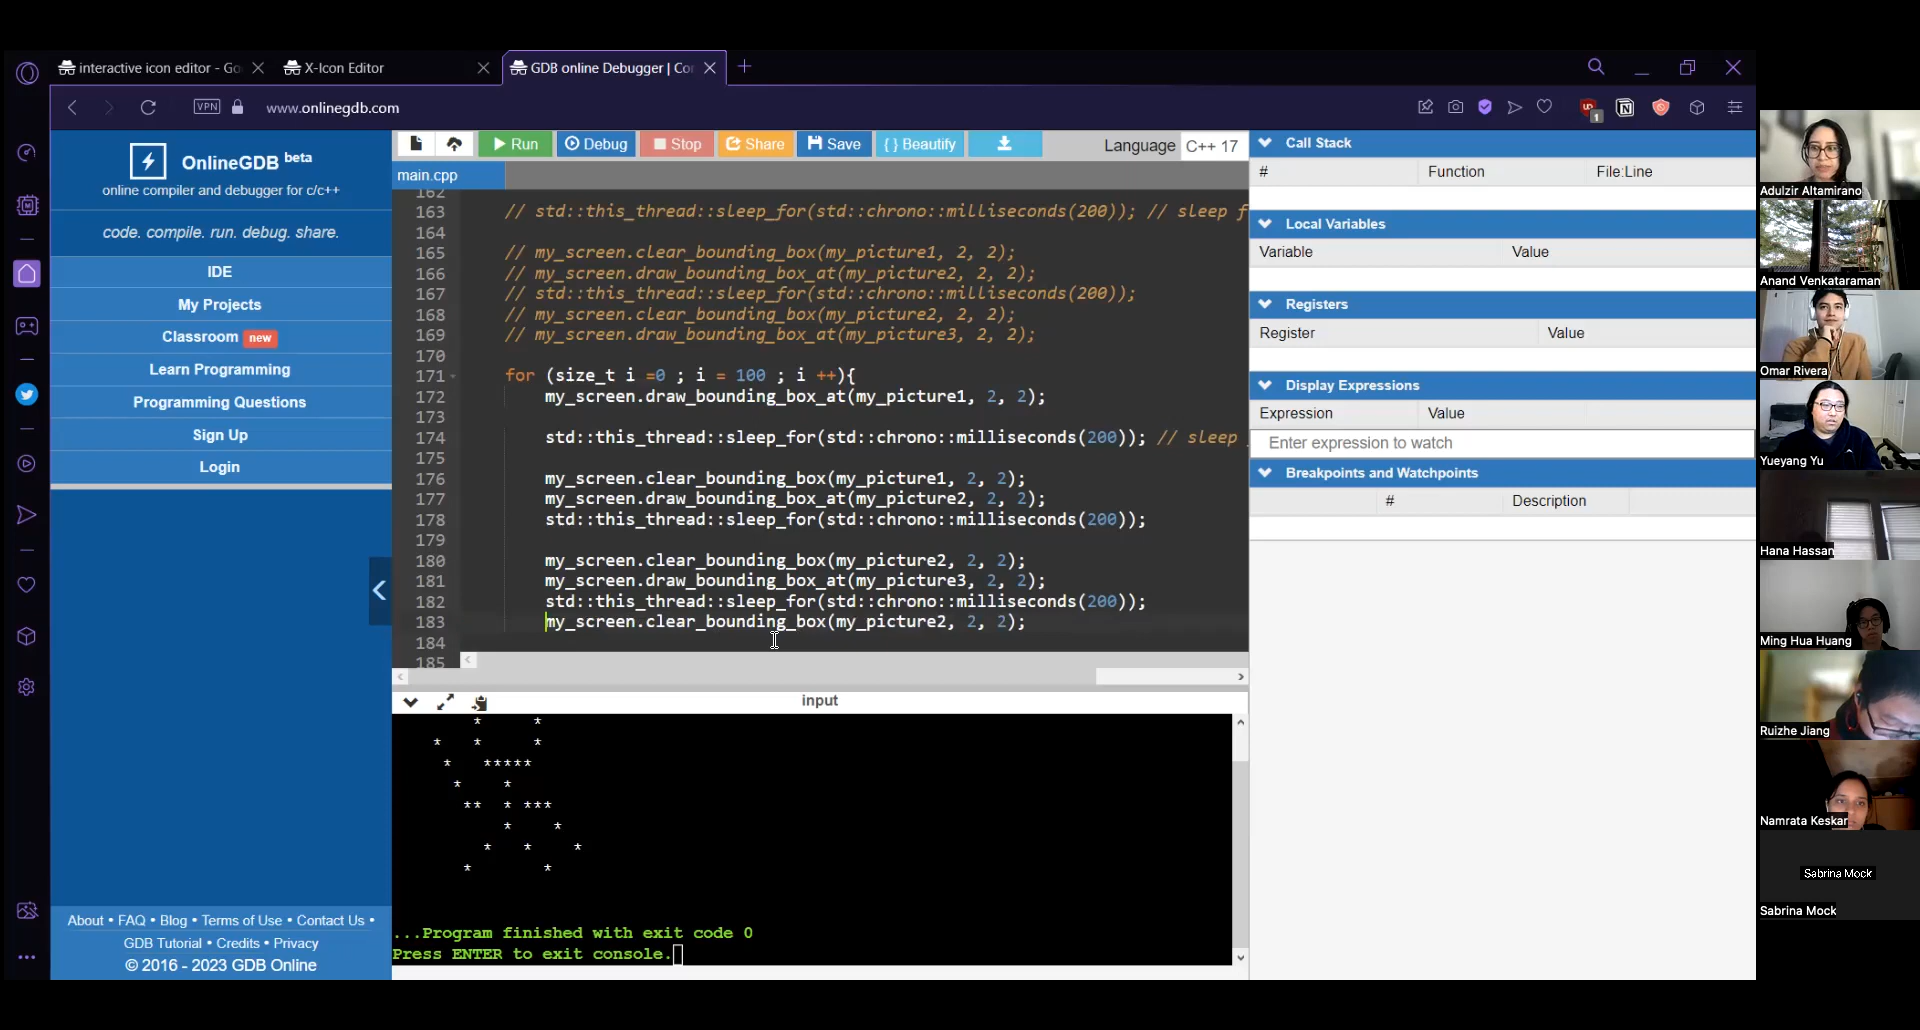 interactive icon editor - Go
X-Icon Editor
GDB online Debugger | Co
VPN
www.onlinegdb.com
1
OnlineGDB beta
online compiler and debugger for c/c++
code. compile. run. debug. share.
IDE
My Projects
Classroom new
Learn Programming
Programming Questions
Sign Up
Login
About • FAQ • Blog • Terms of Use • Contact Us •
GDB Tutorial • Credits • Privacy
© 2016 - 2023 GDB Online
Run
Debug
Stop
Share
Save
{ } Beautify
Language C++ 17
main.cpp
162
163 // std::this_thread::sleep_for(std::chrono::milliseconds(200)); // sleep f
164
165 // my_screen.clear_bounding_box(my_picture1, 2, 2);
166 // my_screen.draw_bounding_box_at(my_picture2, 2, 2);
167 // std::this_thread::sleep_for(std::chrono::milliseconds(200));
168 // my_screen.clear_bounding_box(my_picture2, 2, 2);
169 // my_screen.draw_bounding_box_at(my_picture3, 2, 2);
170
171 for (size_t i =0 ; i = 100 ; i ++){
172 my_screen.draw_bounding_box_at(my_picture1, 2, 2);
173
174 std::this_thread::sleep_for(std::chrono::milliseconds(200)); // sleep
175
176 my_screen.clear_bounding_box(my_picture1, 2, 2);
177 my_screen.draw_bounding_box_at(my_picture2, 2, 2);
178 std::this_thread::sleep_for(std::chrono::milliseconds(200));
179
180 my_screen.clear_bounding_box(my_picture2, 2, 2);
181 my_screen.draw_bounding_box_at(my_picture3, 2, 2);
182 std::this_thread::sleep_for(std::chrono::milliseconds(200));
183 my_screen.clear_bounding_box(my_picture2, 2, 2);
184
185
input
* *
* * *
* *****
* *
** * ***
* *
* * *
* *
...Program finished with exit code 0
Press ENTER to exit console.
Call Stack
# Function File:Line
Local Variables
Variable Value
Registers
Register Value
Display Expressions
Expression Value
Enter expression to watch
Breakpoints and Watchpoints
# Description
Adulzir Altamirano
Anand Venkataraman
Omar Rivera
Yueyang Yu
Hana Hassan
Ming Hua Huang
Ruizhe Jiang
Namrata Keskar
Sabrina Mock
Sabrina Mock